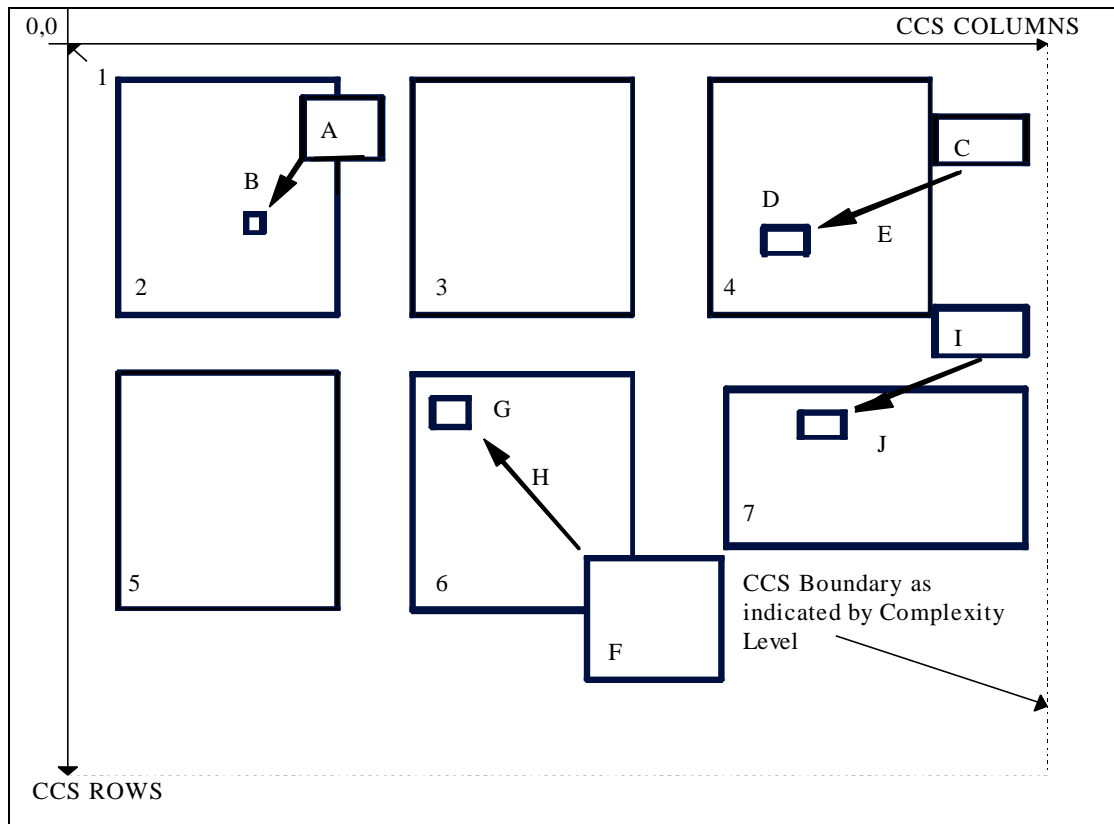 0,0
CCS COLUMNS
1
A
C
B
D
E
2
3
4
I
G
J
H
7
5
6
CCS Boundary as
indicated by Complexity
Level
F
CCS ROWS